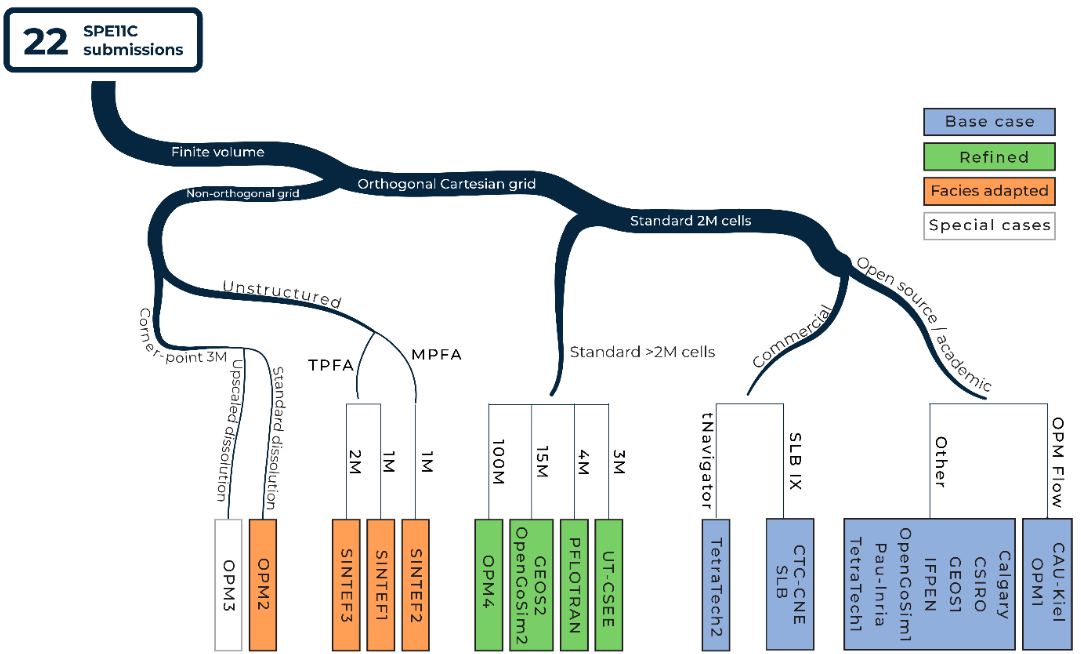 22
SPE11C
submissions
Finite volume
Non-orthogonal grid
Orthogonal Cartesian grid
Standard 2M cells
Base case
Refined
Facies adapted
Special cases
Unstructured
Corner-point 3M
Upscaled dissolution
Standard dissolution
TPFA
MPFA
Standard >2M cells
Commercial
Open source / academic
2M
1M
1M
100M
15M
4M
3M
tNavigator
SLB IX
Other
OPM Flow
OPM3
OPM2
SINTEF3
SINTEF1
SINTEF2
OPM4
GEOS2
OpenGoSim2
PFLOTRAN
UT-CSEE
TetraTech2
CTC-CNE
SLB
Calgary
CSIRO
GEOS1
IFPEN
OpenGoSim1
Pau-Inria
TetraTech1
CAU-Kiel
OPM1